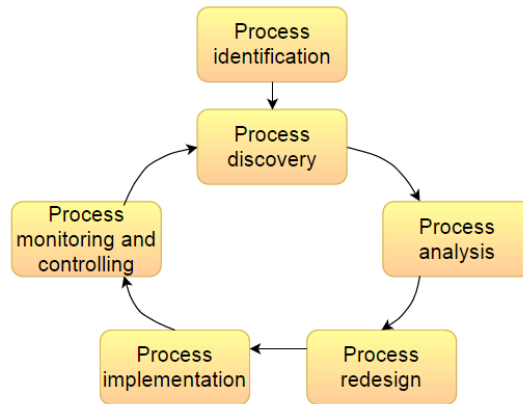 Process
identification
Process
discovery
Process
analysis
Process
redesign
Process
implementation
Process
monitoring and
controlling